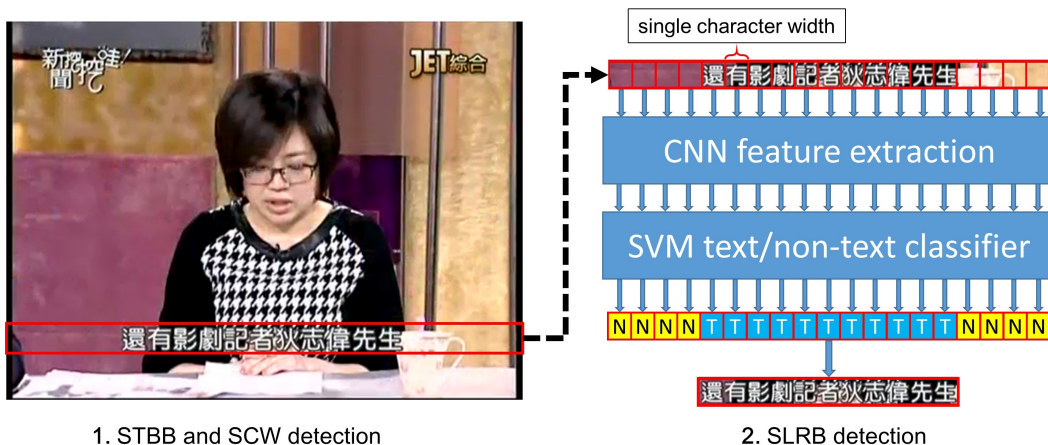 新挖哇!
聞挖
JET綜合
還有影劇記者狄志偉先生
1. STBB and SCW detection
single character width
還有影劇記者狄志偉先生
CNN feature extraction
SVM text/non-text classifier
N N N N T T T T T T T T T T T N N N N
還有影劇記者狄志偉先生
2. SLRB detection